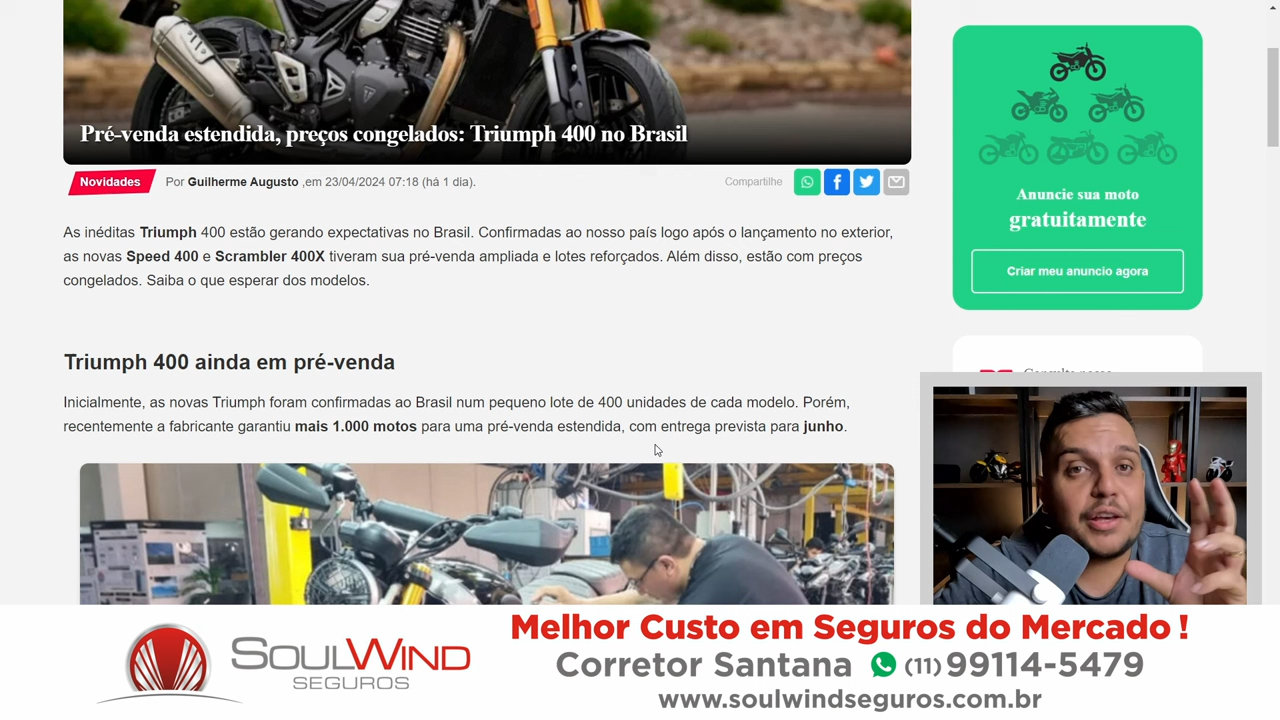 Pré-venda estendida, preços congelados: Triumph 400 no Brasil
Novidades
Por Guilherme Augusto ,em 23/04/2024 07:18 (há 1 dia).
Compartilhe
As inéditas Triumph 400 estão gerando expectativas no Brasil. Confirmadas ao nosso país logo após o lançamento no exterior,
as novas Speed 400 e Scrambler 400X tiveram sua pré-venda ampliada e lotes reforçados. Além disso, estão com preços
congelados. Saiba o que esperar dos modelos.
Triumph 400 ainda em pré-venda
Inicialmente, as novas Triumph foram confirmadas ao Brasil num pequeno lote de 400 unidades de cada modelo. Porém,
recentemente a fabricante garantiu mais 1.000 motos para uma pré-venda estendida, com entrega prevista para junho.
Anuncie sua moto
gratuitamente
Criar meu anuncio agora
SOULWIND
SEGUROS
Melhor Custo em Seguros do Mercado !
Corretor Santana (11) 99114-5479
www.soulwindseguros.com.br